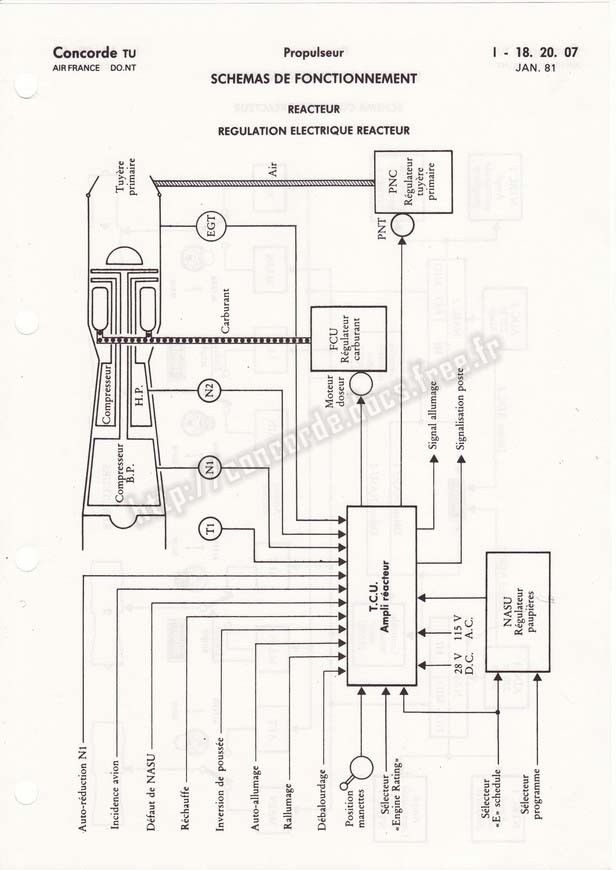 Concorde TU
AIR FRANCE DO.NT
Propulseur
I - 18. 20. 07
JAN. 81
SCHEMAS DE FONCTIONNEMENT
REACTEUR
REGULATION ELECTRIQUE REACTEUR
Tuyère
primaire
Air
PNC
Régulateur
tuyère
primaire
PNT
EGT
Carburant
FCU
Régulateur
carburant
Moteur
doseur
Compresseur
H.P.
N2
Compresseur
B.P.
N1
T1
Signal allumage
Signalisation poste
http://concorde.docs.free.fr
T.C.U.
Ampli réacteur
NASU
Régulateur
paupières
115 V
A.C.
28 V
D.C.
Auto-réduction N1
Incidence avion
Défaut de NASU
Réchauffe
Inversion de poussée
Auto-allumage
Rallumage
Débalourdage
Position
manettes
Sélecteur
«Engine Rating»
Sélecteur
«E» schedule
Sélecteur
programme